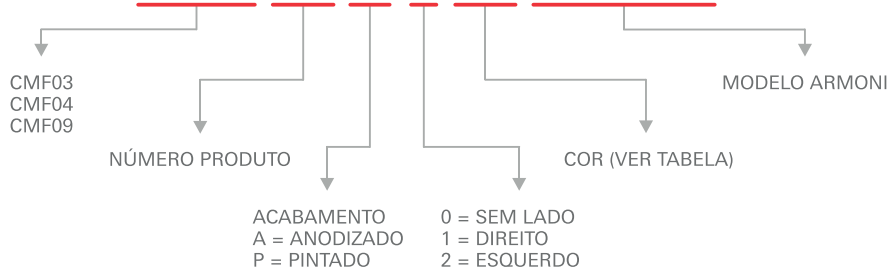 CMF03
CMF04
CMF09
MODELO ARMONI
NÚMERO PRODUTO
COR (VER TABELA)
ACABAMENTO
A = ANODIZADO
P = PINTADO
0 = SEM LADO
1 = DIREITO
2 = ESQUERDO